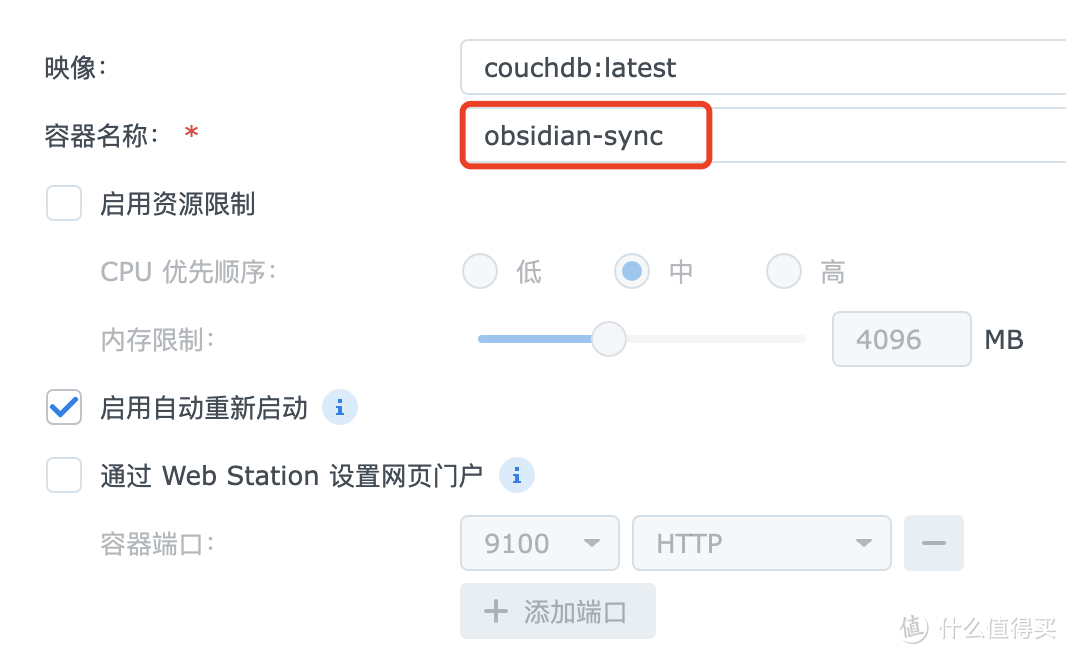 映像： couchdb:latest
容器名称： * obsidian-sync
启用资源限制
CPU 优先顺序： 低 中 高
内存限制： 4096 MB
启用自动重新启动 i
通过 Web Station 设置网页门户 i
容器端口： 9100 HTTP
+ 添加端口
值 什么值得买